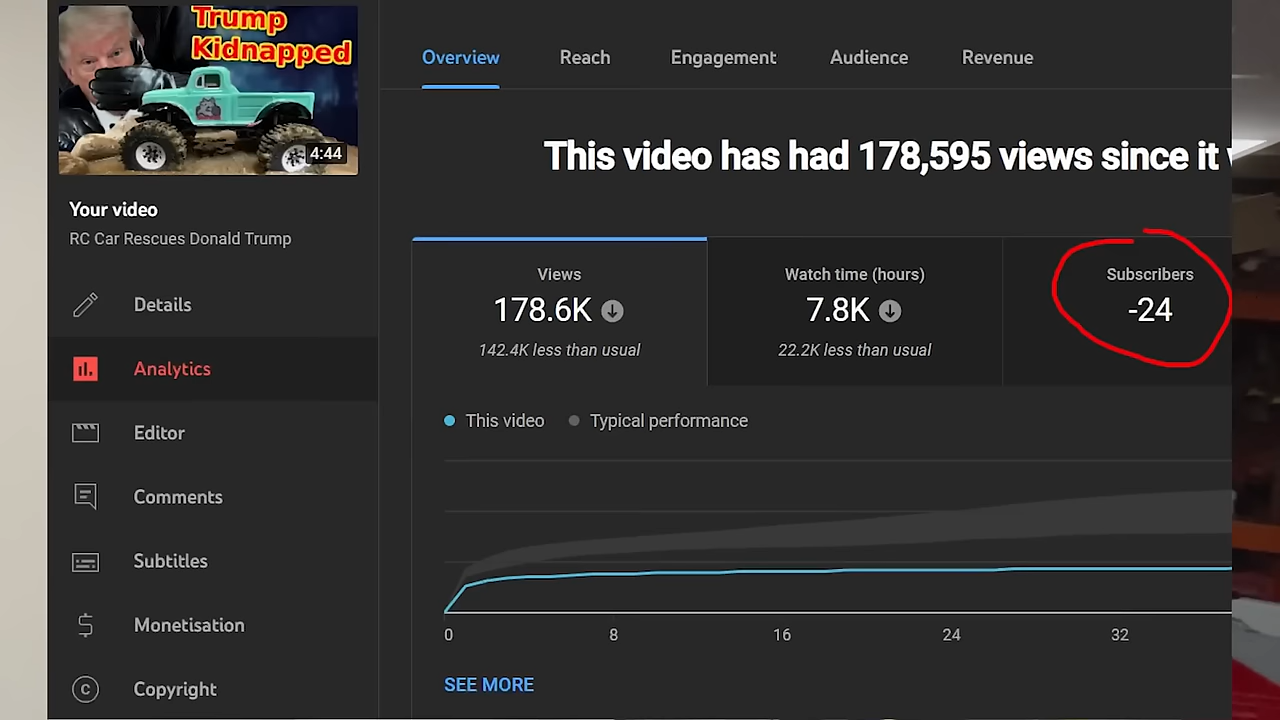 Trump
Kidnapped
4:44
Your video
RC Car Rescues Donald Trump
Details
Analytics
Editor
Comments
Subtitles
Monetisation
Copyright
Overview
Reach
Engagement
Audience
Revenue
This video has had 178,595 views since it
Views
178.6K
142.4K less than usual
Watch time (hours)
7.8K
22.2K less than usual
Subscribers
-24
This video
Typical performance
0
8
16
24
32
SEE MORE